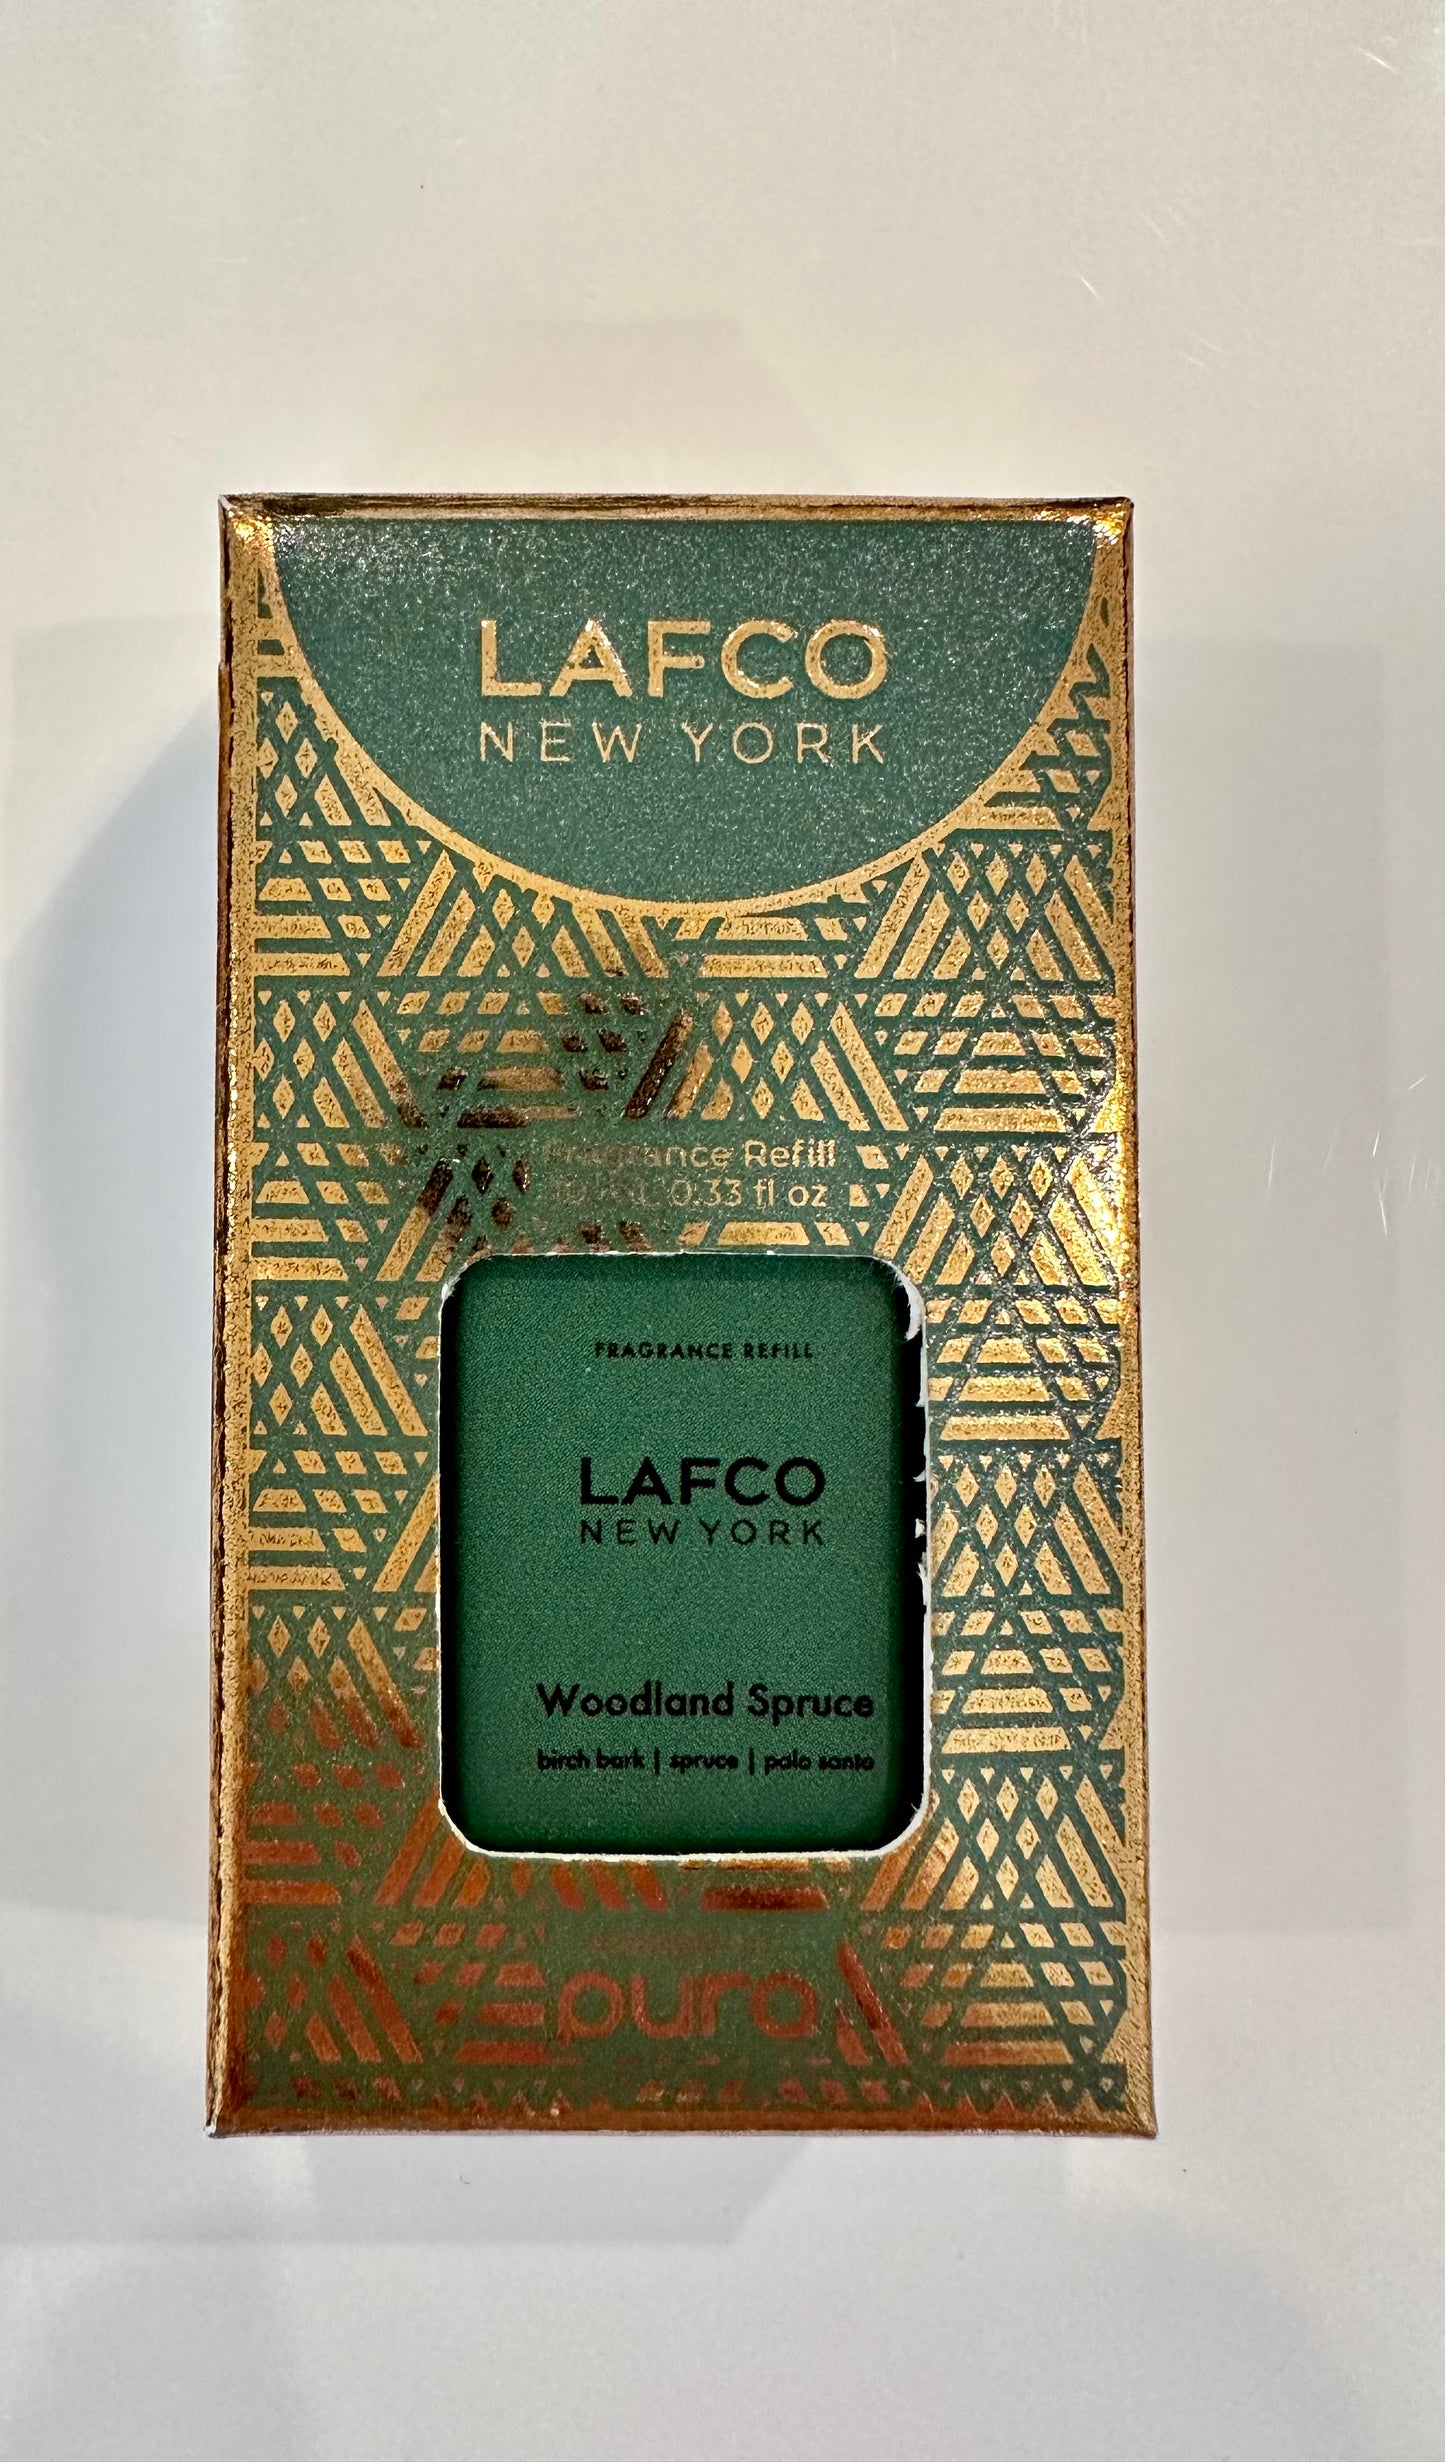 LAFCO
NEW YORK
Fragrance Refill
0.33 fl oz
FRAGRANCE REFILL
LAFCO
NEW YORK
Woodland Spruce
birch bark | spruce | palo santo
pura